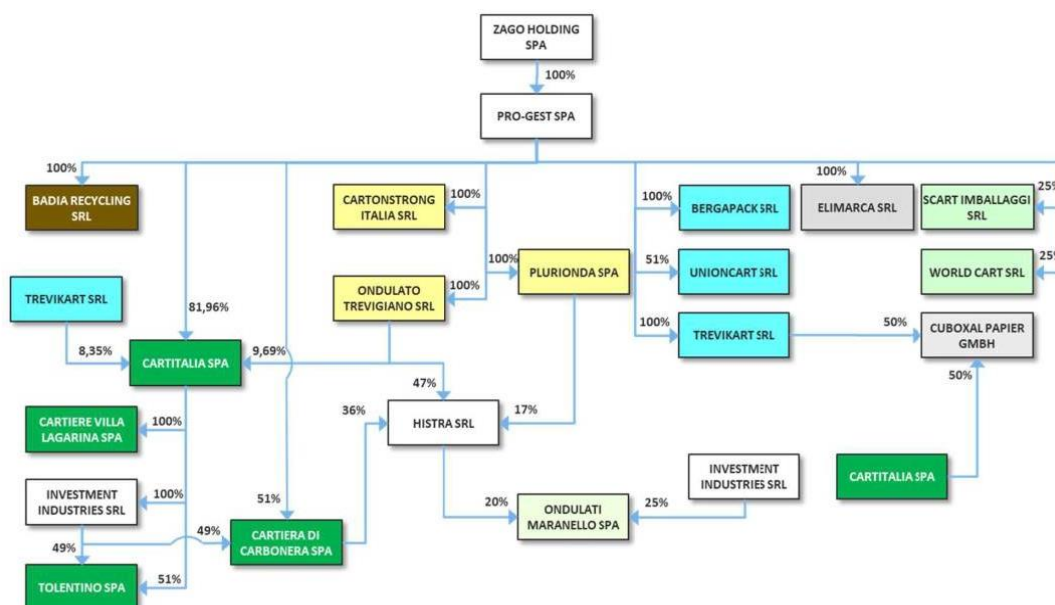 ZAGO HOLDING
SPA
100%
PRO-GEST SPA
100%
BADIA RECYCLING
SRL
100%
CARTONSTRONG
ITALIA SRL
100%
BERGAPACK SRL
100%
ELIMARCA SRL
25%
SCART IMBALLAGGI
SRL
100%
PLURIONDA SPA
51%
UNIONCART SRL
25%
WORLD CART SRL
TREVIKART SRL
81,96%
ONDULATO
TREVIGIANO SRL
100%
100%
TREVIKART SRL
50%
CUBOXAL PAPIER
GMBH
8,35%
CARTITALIA SPA
9,69%
47%
50%
36%
HISTRA SRL
17%
CARTIERE VILLA
LAGARINA SPA
100%
INVESTMENT
INDUSTRIES SRL
100%
51%
INVESTMENT
INDUSTRIES SRL
CARTITALIA SPA
49%
49%
CARTIERA DI
CARBONERA SPA
20%
ONDULATI
MARANELLO SPA
25%
TOLENTINO SPA
51%